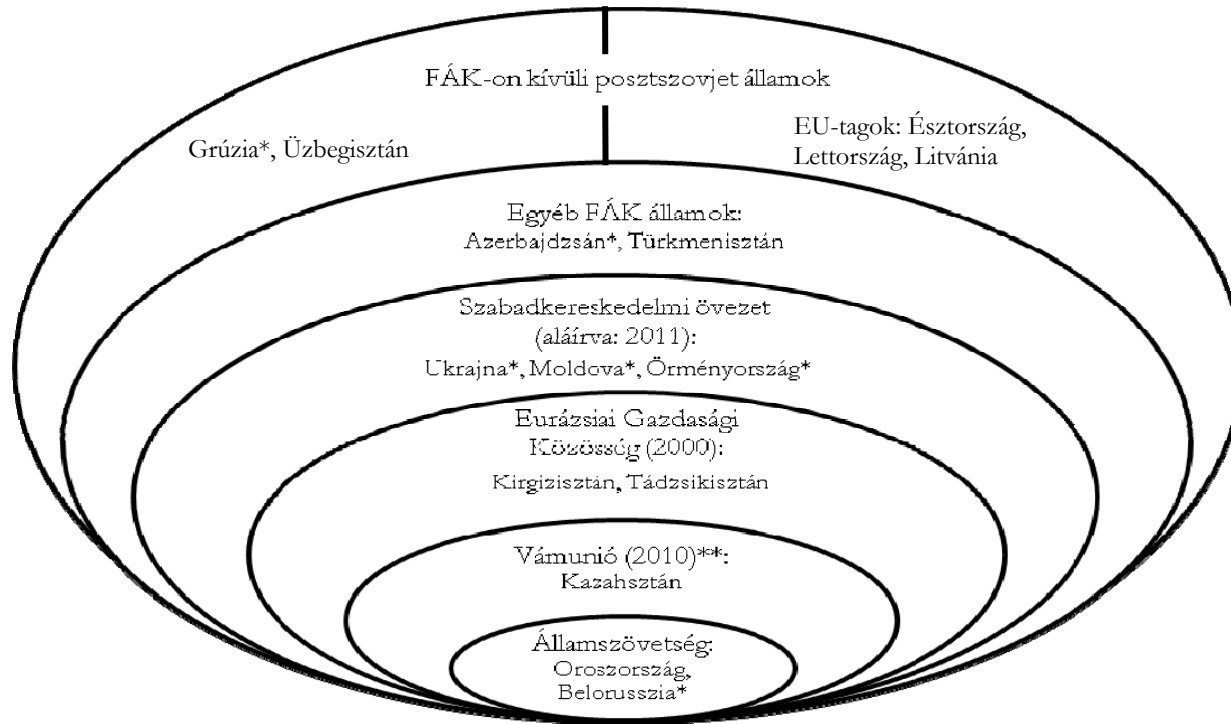 FÁK-on kívüli posztszovjet államok
Grúzia*, Üzbegisztán
EU-tagok: Észtország,
Lettország, Litvánia
Egyéb FÁK államok:
Azerbajdzsán*, Türkmenisztán
Szabadkereskedelmi övezet
(aláírva: 2011):
Ukrajna*, Moldova*, Örményország*
Eurázsiai Gazdasági
Közösség (2000):
Kirgizisztán, Tádzsikisztán
Vámunió (2010)**:
Kazahsztán
Államszövetség:
Oroszország,
Belorusszia*